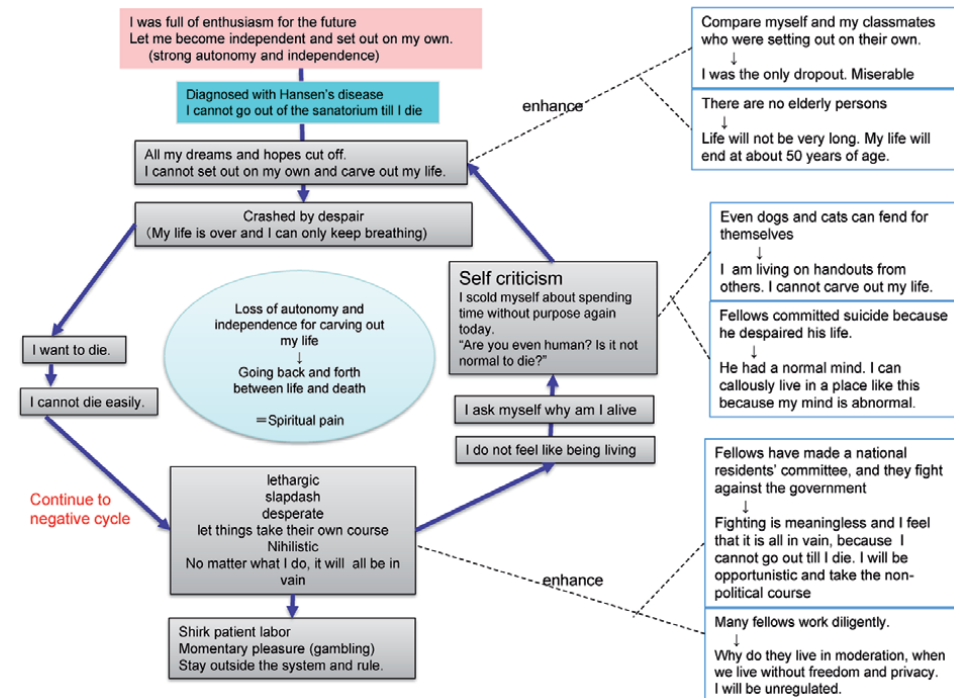 I was full of enthusiasm for the future
Let me become independent and set out on my own.
(strong autonomy and independence)
Diagnosed with Hansen's disease
I cannot go out of the sanatorium till I die
All my dreams and hopes cut off.
I cannot set out on my own and carve out my life.
Crashed by despair
(My life is over and I can only keep breathing)
I want to die.
I cannot die easily.
Continue to
negative cycle
Loss of autonomy and
independence for carving out
my life
↓
Going back and forth
between life and death
＝Spiritual pain
lethargic
slapdash
desperate
let things take their own course
Nihilistic
No matter what I do, it will all be in
vain
Shirk patient labor
Momentary pleasure (gambling)
Stay outside the system and rule.
I do not feel like being living
I ask myself why am I alive
Self criticism
I scold myself about spending
time without purpose again
today.
“Are you even human? Is it not
normal to die?”
enhance
Compare myself and my classmates
who were setting out on their own.
↓
I was the only dropout. Miserable
There are no elderly persons
↓
Life will not be very long. My life will
end at about 50 years of age.
Even dogs and cats can fend for
themselves
↓
I am living on handouts from
others. I cannot carve out my life.
Fellows committed suicide because
he despaired his life.
↓
He had a normal mind. I can
callously live in a place like this
because my mind is abnormal.
enhance
Fellows have made a national
residents' committee, and they fight
against the government
↓
Fighting is meaningless and I feel
that it is all in vain, because I
cannot go out till I die. I will be
opportunistic and take the non-
political course
Many fellows work diligently.
↓
Why do they live in moderation, when
we live without freedom and privacy.
I will be unregulated.